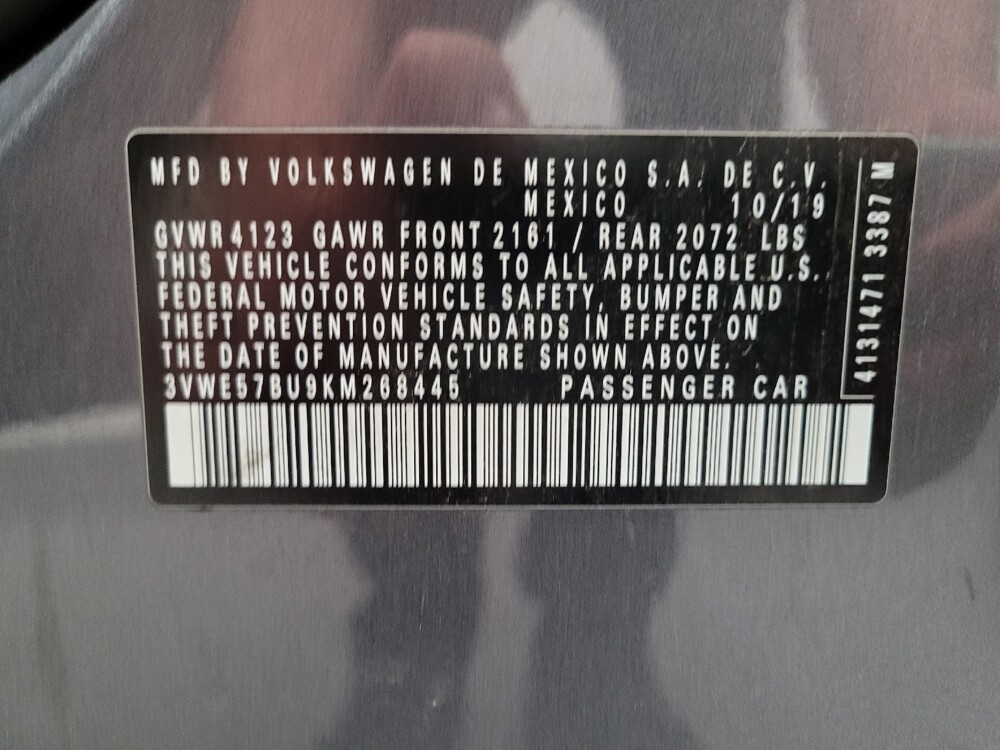 MFD BY VOLKSWAGEN DE MEXICO S.A. DE C.V.
MEXICO 10/19
GVWR 4123 GAWR FRONT 2161 / REAR 2072 LBS
THIS VEHICLE CONFORMS TO ALL APPLICABLE U.S.
FEDERAL MOTOR VEHICLE SAFETY, BUMPER AND
THEFT PREVENTION STANDARDS IN EFFECT ON
THE DATE OF MANUFACTURE SHOWN ABOVE.
3VWE57BU9KM268445 PASSENGER CAR
41314471 3387 M